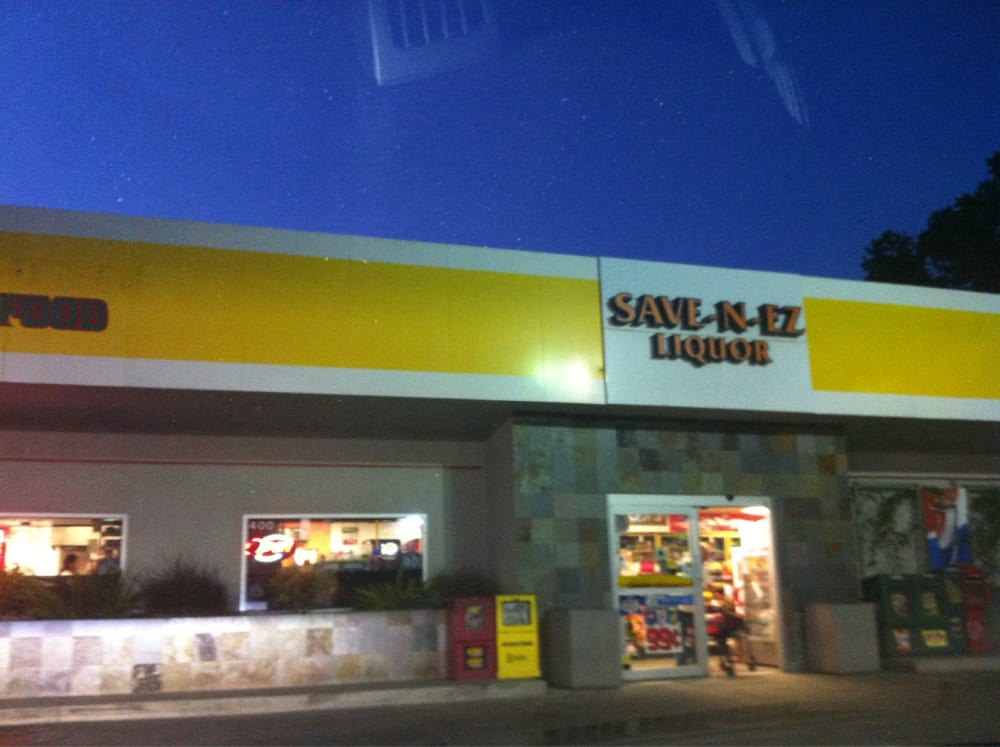 FOOD
SAVE-N-EZ
LIQUOR
400
99¢